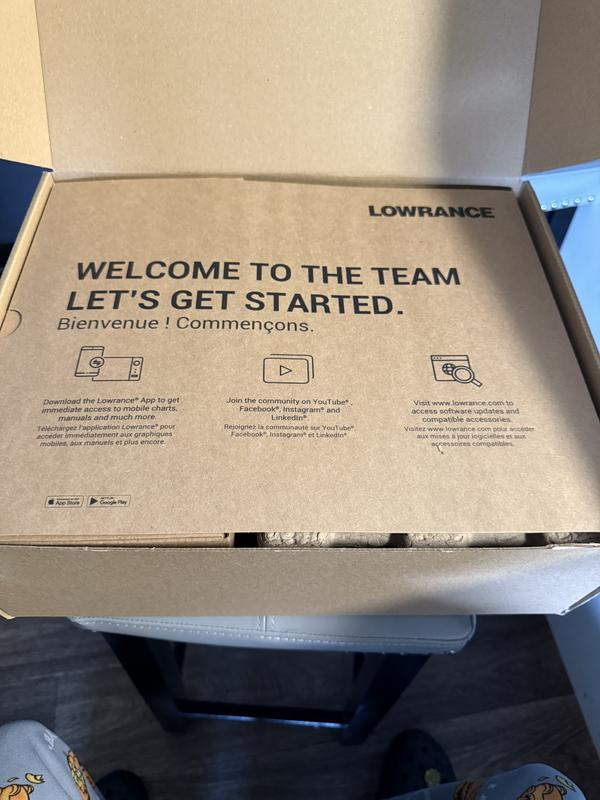 LOWRANCE
WELCOME TO THE TEAM
LET'S GET STARTED.
Bienvenue ! Commençons.
Download the Lowrance® App to get
immediate access to mobile charts,
manuals and much more.
Téléchargez l'application Lowrance® pour
accéder immédiatement aux graphiques
mobiles, aux manuels et plus encore.
Join the community on YouTube®,
Facebook®, Instagram® and
LinkedIn®.
Rejoignez la communauté sur YouTube®,
Facebook®, Instagram® et LinkedIn®.
Visit www.lowrance.com to
access software updates and
compatible accessories.
Visitez www.lowrance.com pour accéder
aux mises à jour logicielles et aux
accessoires compatibles.
App Store
Google Play